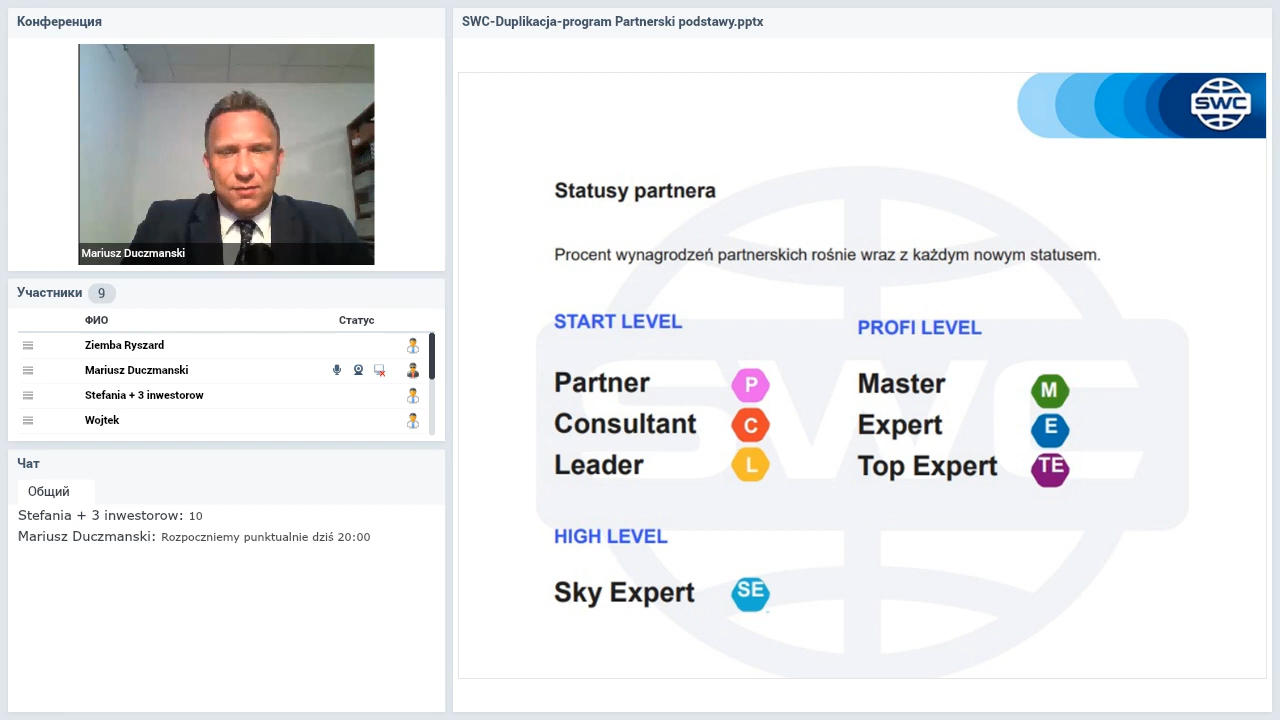 Конференция
Mariusz Duczmanski
Участники 9
ФИО Статус
Ziemba Ryszard
Mariusz Duczmanski
Stefania + 3 inwestorow
Wojtek
Чат
Общий
Stefania + 3 inwestorow: 10
Mariusz Duczmanski: Rozpoczniemy punktualnie dziś 20:00
SWC-Duplikacja-program Partnerski podstawy.pptx
SWC
Statusy partnera
Procent wynagrodzeń partnerskich rośnie wraz z każdym nowym statusem.
START LEVEL
Partner P
Consultant C
Leader L
PROFI LEVEL
Master M
Expert E
Top Expert TE
HIGH LEVEL
Sky Expert SE
SWC